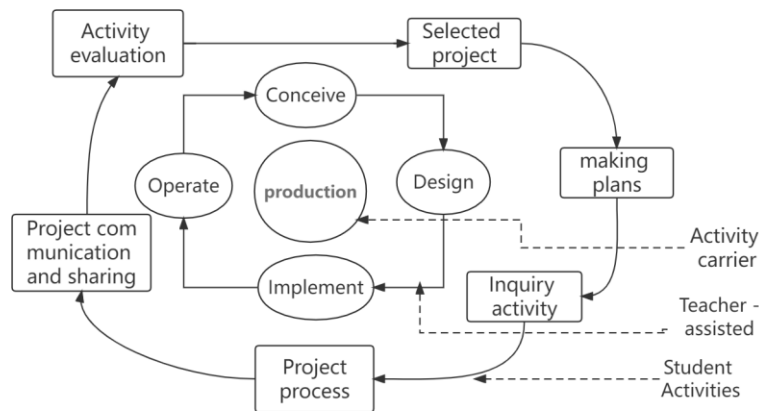 Activity
evaluation
Selected
project
Conceive
making
plans
Operate
production
Design
Project com
munication
and sharing
Activity
carrier
Implement
Inquiry
activity
Teacher -
assisted
Project
process
Student
Activities